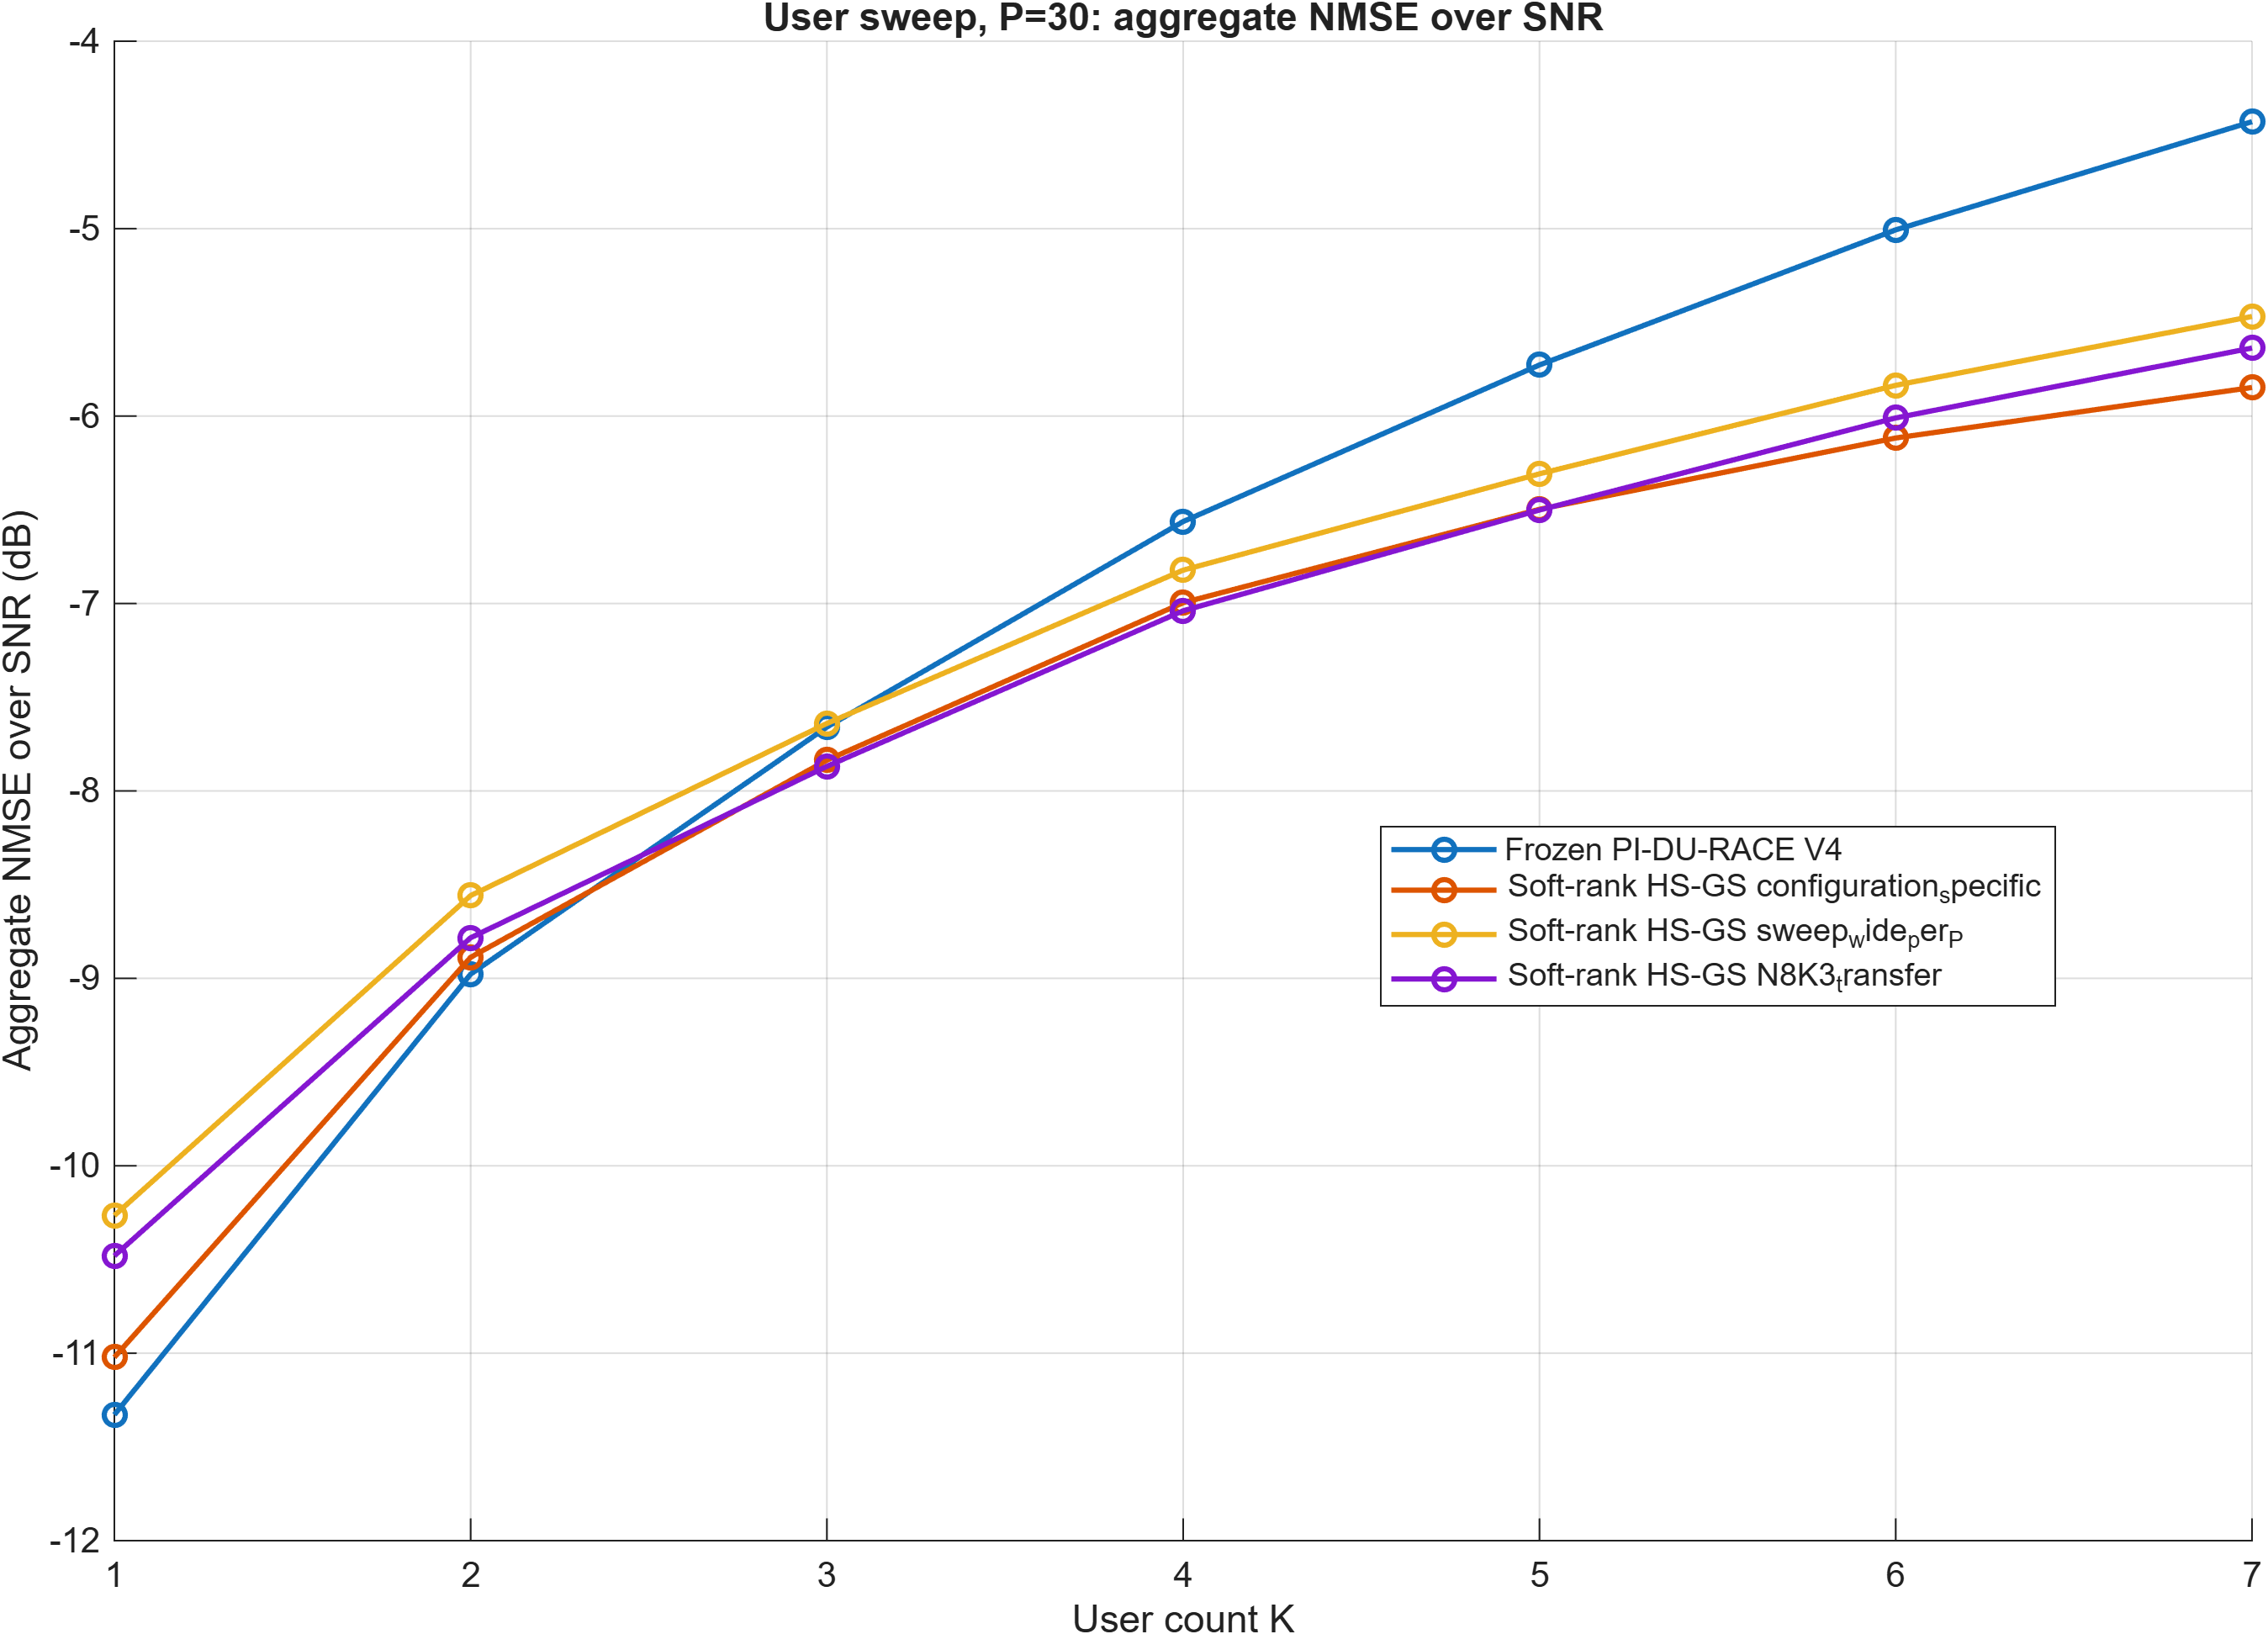 User sweep, P=30: aggregate NMSE over SNR
Aggregate NMSE over SNR (dB)
-4
-5
-6
-7
-8
-9
-10
-11
-12
Frozen PI-DU-RACE V4
Soft-rank HS-GS configurationspecific
Soft-rank HS-GS sweepwideperP
Soft-rank HS-GS N8K3transfer
1 2 3 4 5 6 7
User count K